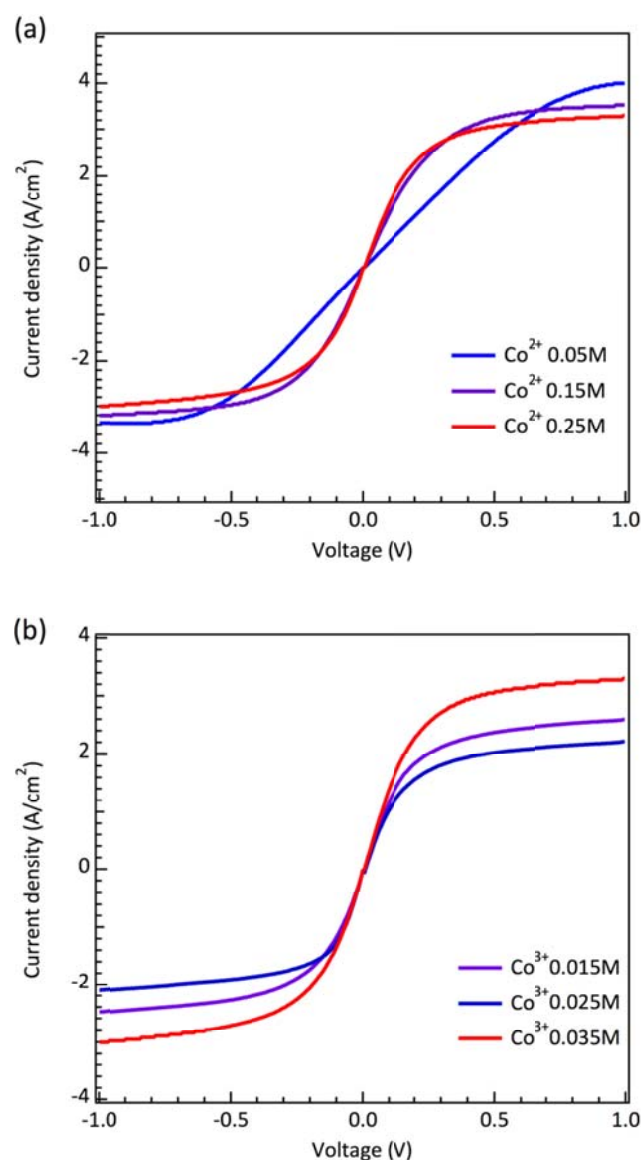 (a)
4
2
0
-2
-4
Current density (A/cm²)
Co²⁺ 0.05M
Co²⁺ 0.15M
Co²⁺ 0.25M
-1.0 -0.5 0.0 0.5 1.0
Voltage (V)
(b)
4
2
0
-2
-4
Current density (A/cm²)
Co³⁺ 0.015M
Co³⁺ 0.025M
Co³⁺ 0.035M
-1.0 -0.5 0.0 0.5 1.0
Voltage (V)